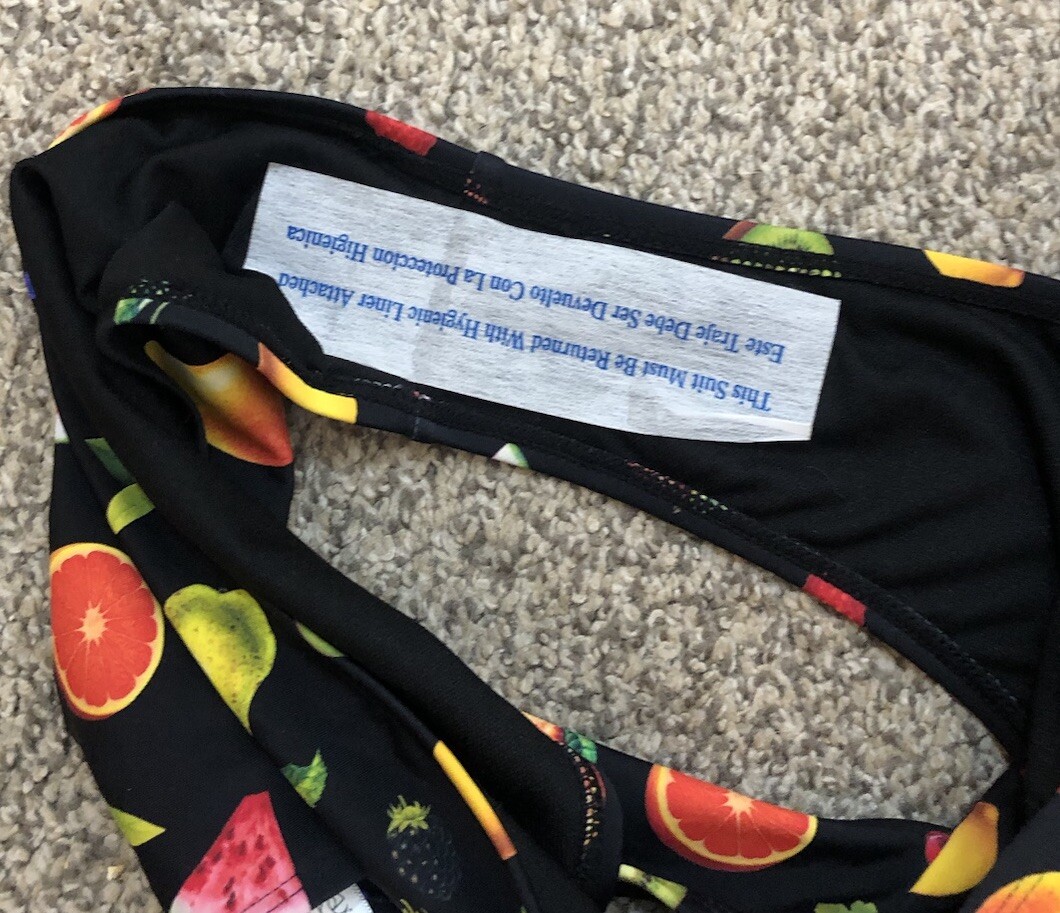 This Suit Must Be Returned With Hygienic Liner Attached
Este Traje Debe Ser Devuelto Con La Proteccion Higienica